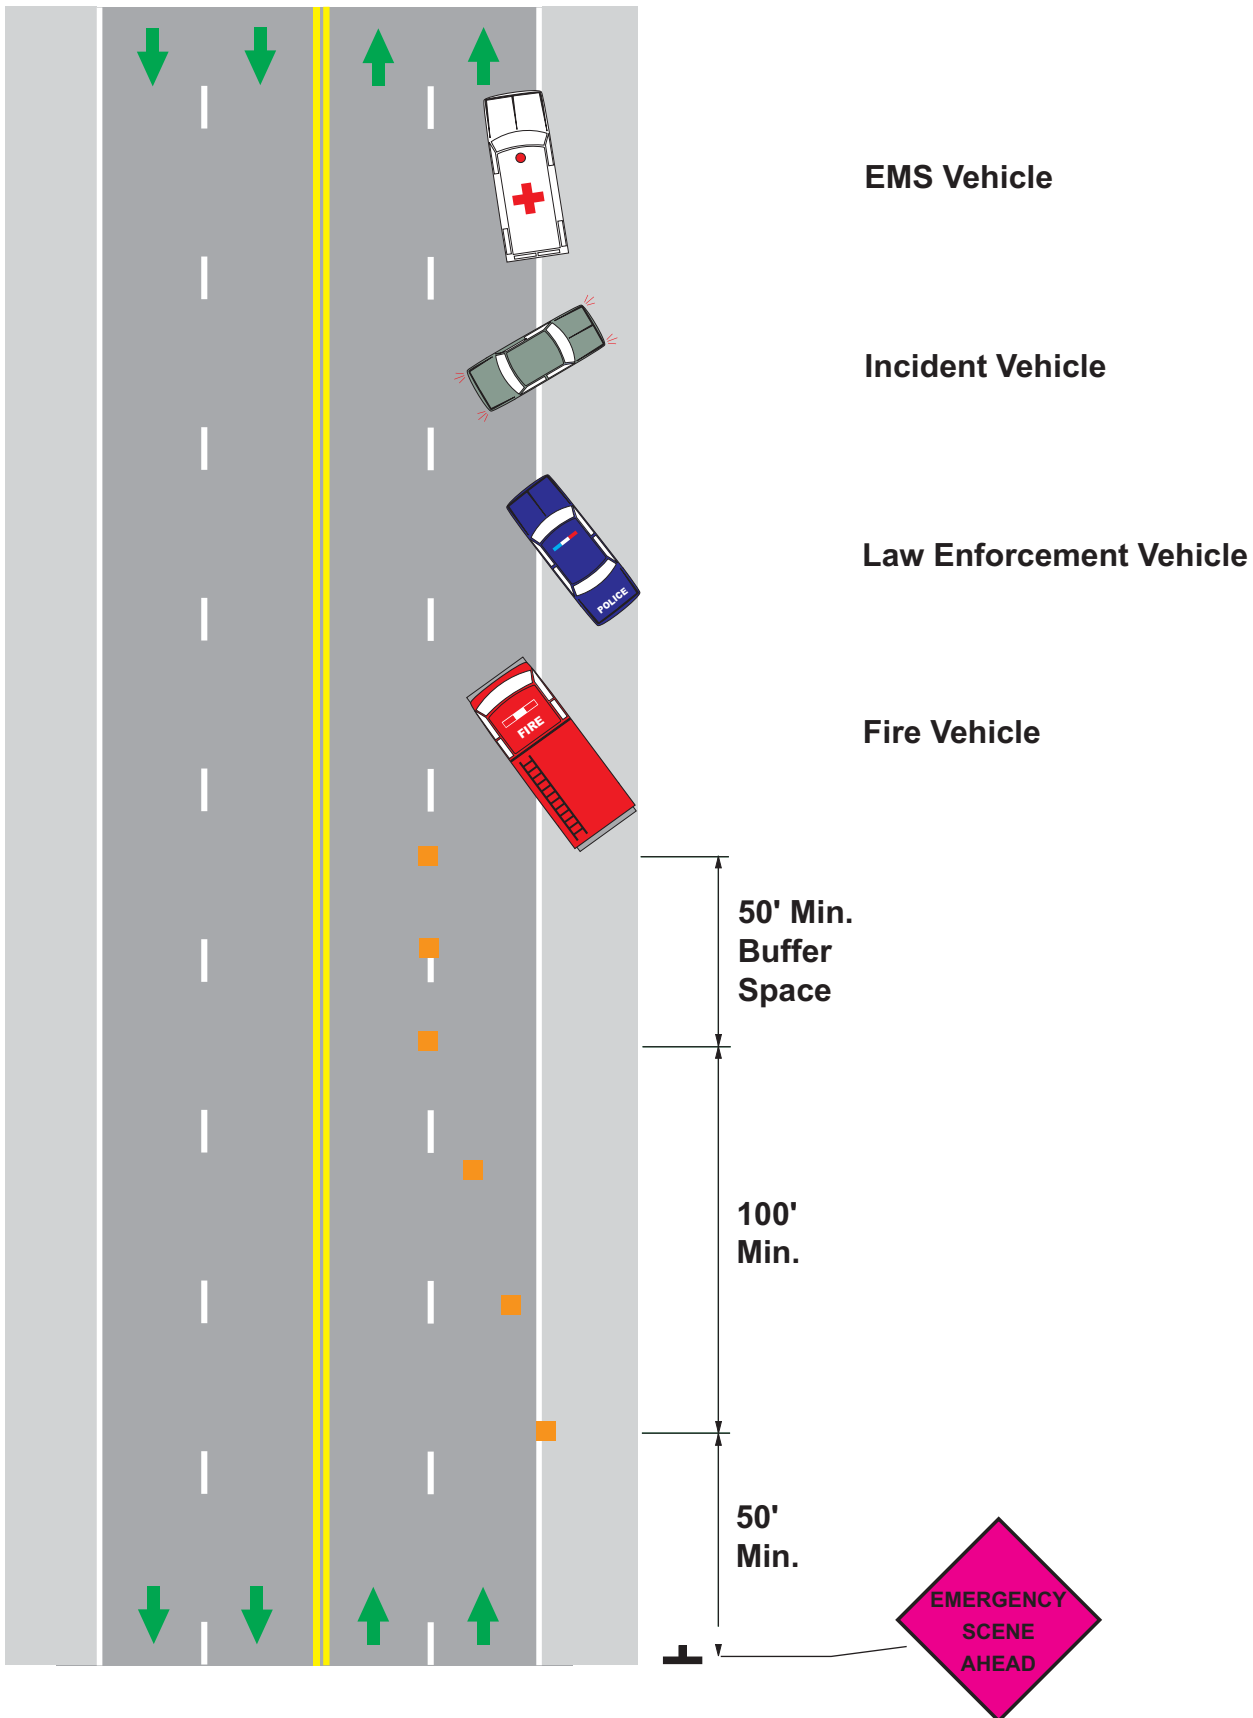 EMS Vehicle
Incident Vehicle
Law Enforcement Vehicle
POLICE
Fire Vehicle
FIRE
50' Min.
Buffer
Space
100'
Min.
50'
Min.
EMERGENCY
SCENE
AHEAD